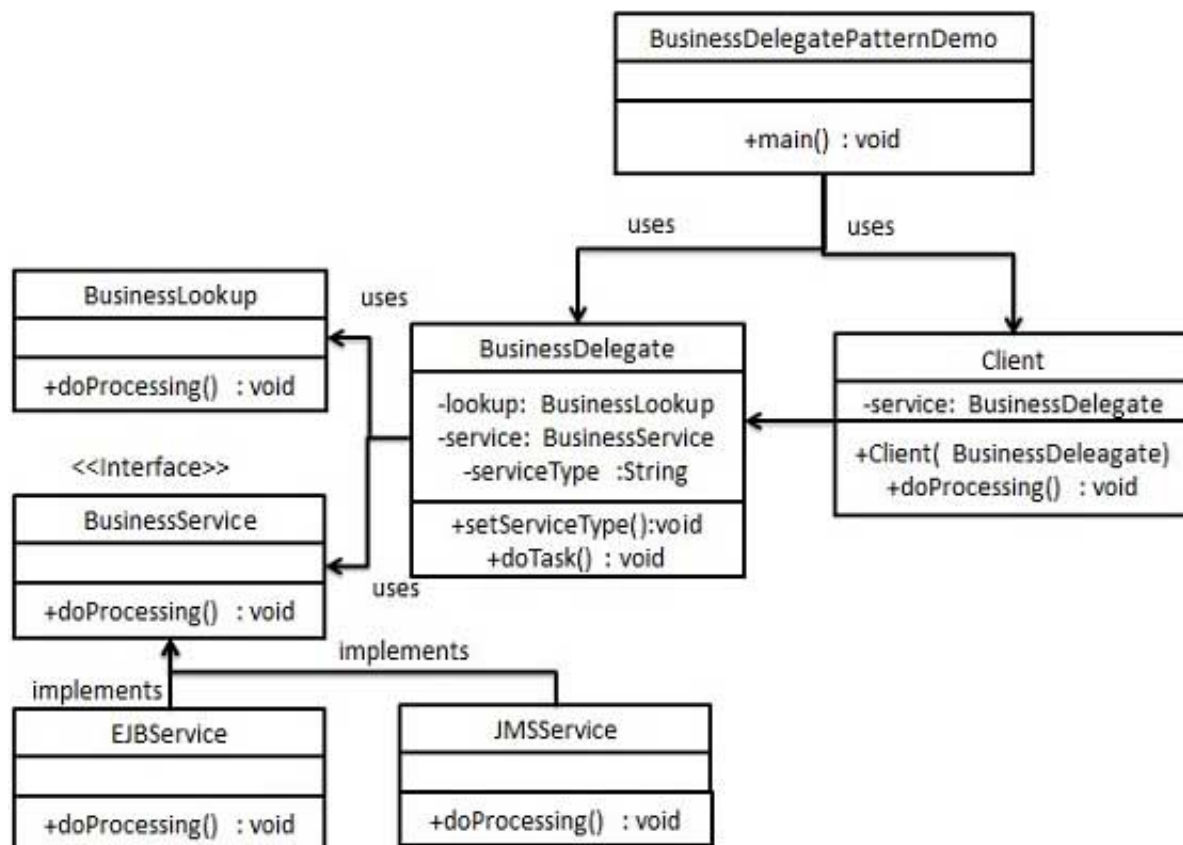 BusinessDelegatePatternDemo
+main() : void
uses
uses
BusinessLookup
+doProcessing() : void
uses
BusinessDelegate
-lookup: BusinessLookup
-service: BusinessService
-serviceType :String
+setServiceType():void
+doTask() : void
Client
-service: BusinessDelegate
+Client( BusinessDeleagate)
+doProcessing() : void
<<Interface>>
BusinessService
+doProcessing() : void
uses
implements
implements
EJBService
+doProcessing() : void
JMSService
+doProcessing() : void